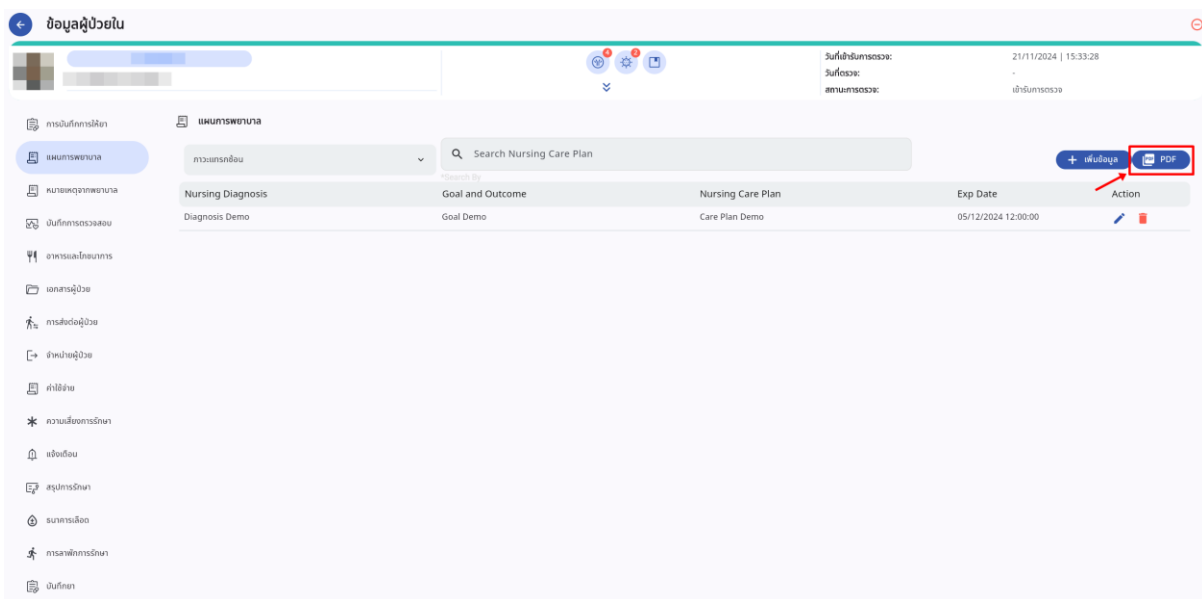 ข้อมูลผู้ป่วยใน
4 2
วันที่เข้ารับการตรวจ: 21/11/2024 | 15:33:28
วันที่ตรวจ: -
สถานะการตรวจ: เข้ารับการตรวจ
การบันทึกการให้ยา
แผนการพยาบาล
หมายเหตุจากพยาบาล
บันทึกการตรวจสอบ
อาหารและโภชนาการ
เอกสารผู้ป่วย
การส่งต่อผู้ป่วย
จำหน่ายผู้ป่วย
ค่าใช้จ่าย
ความเสี่ยงการรักษา
แจ้งเตือน
สรุปการรักษา
ธนาคารเลือด
การลาพักการรักษา
บันทึกยา
แผนการพยาบาล
ภาวะแทรกซ้อน
Search Nursing Care Plan
*Search By
+ เพิ่มข้อมูล
PDF
Nursing Diagnosis Goal and Outcome Nursing Care Plan Exp Date Action
Diagnosis Demo Goal Demo Care Plan Demo 05/12/2024 12:00:00